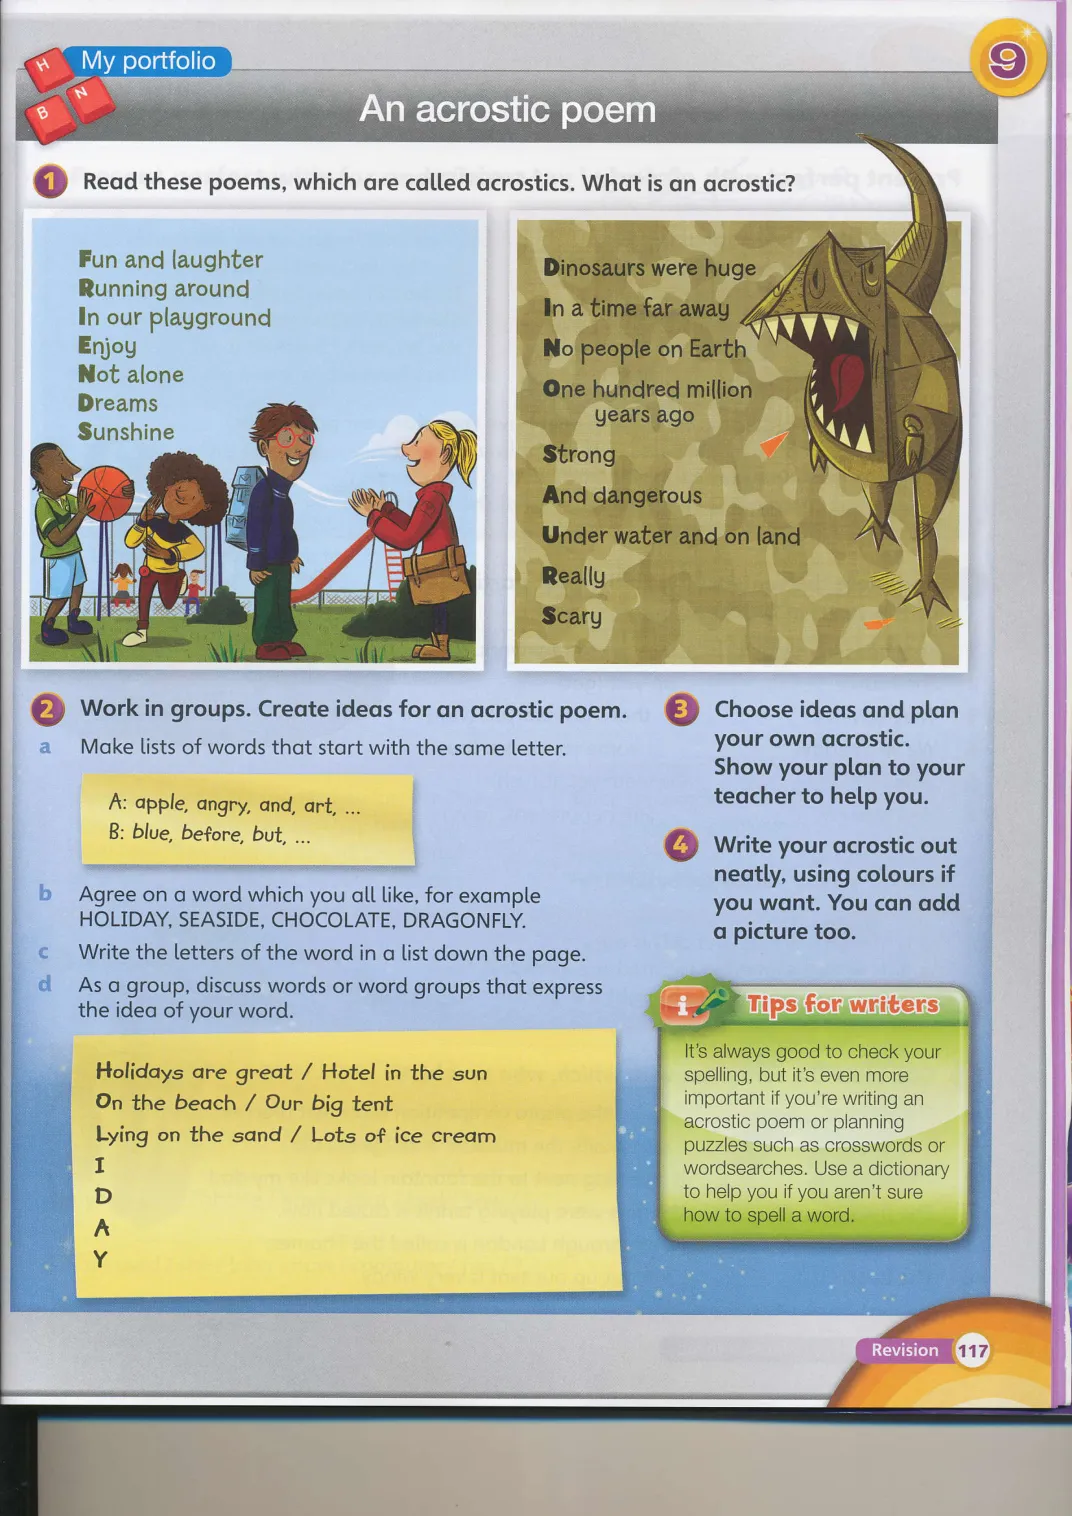 H
My portfolio
B
N
9
An acrostic poem
1 Read these poems, which are called acrostics. What is an acrostic?
Fun and laughter
Running around
In our playground
Enjoy
Not alone
Dreams
Sunshine
Dinosaurs were huge
In a time far away
No people on Earth
One hundred million
years ago
Strong
And dangerous
Under water and on land
Really
Scary
2 Work in groups. Create ideas for an acrostic poem.
a Make lists of words that start with the same letter.
A: apple, angry, and, art, ...
B: blue, before, but, ...
b Agree on a word which you all like, for example
HOLIDAY, SEASIDE, CHOCOLATE, DRAGONFLY.
c Write the letters of the word in a list down the page.
d As a group, discuss words or word groups that express
the idea of your word.
Holidays are great / Hotel in the sun
On the beach / Our big tent
Lying on the sand / Lots of ice cream
I
D
A
Y
3 Choose ideas and plan
your own acrostic.
Show your plan to your
teacher to help you.
4 Write your acrostic out
neatly, using colours if
you want. You can add
a picture too.
i Tips for writers
It's always good to check your
spelling, but it's even more
important if you're writing an
acrostic poem or planning
puzzles such as crosswords or
wordsearches. Use a dictionary
to help you if you aren't sure
how to spell a word.
Revision 117